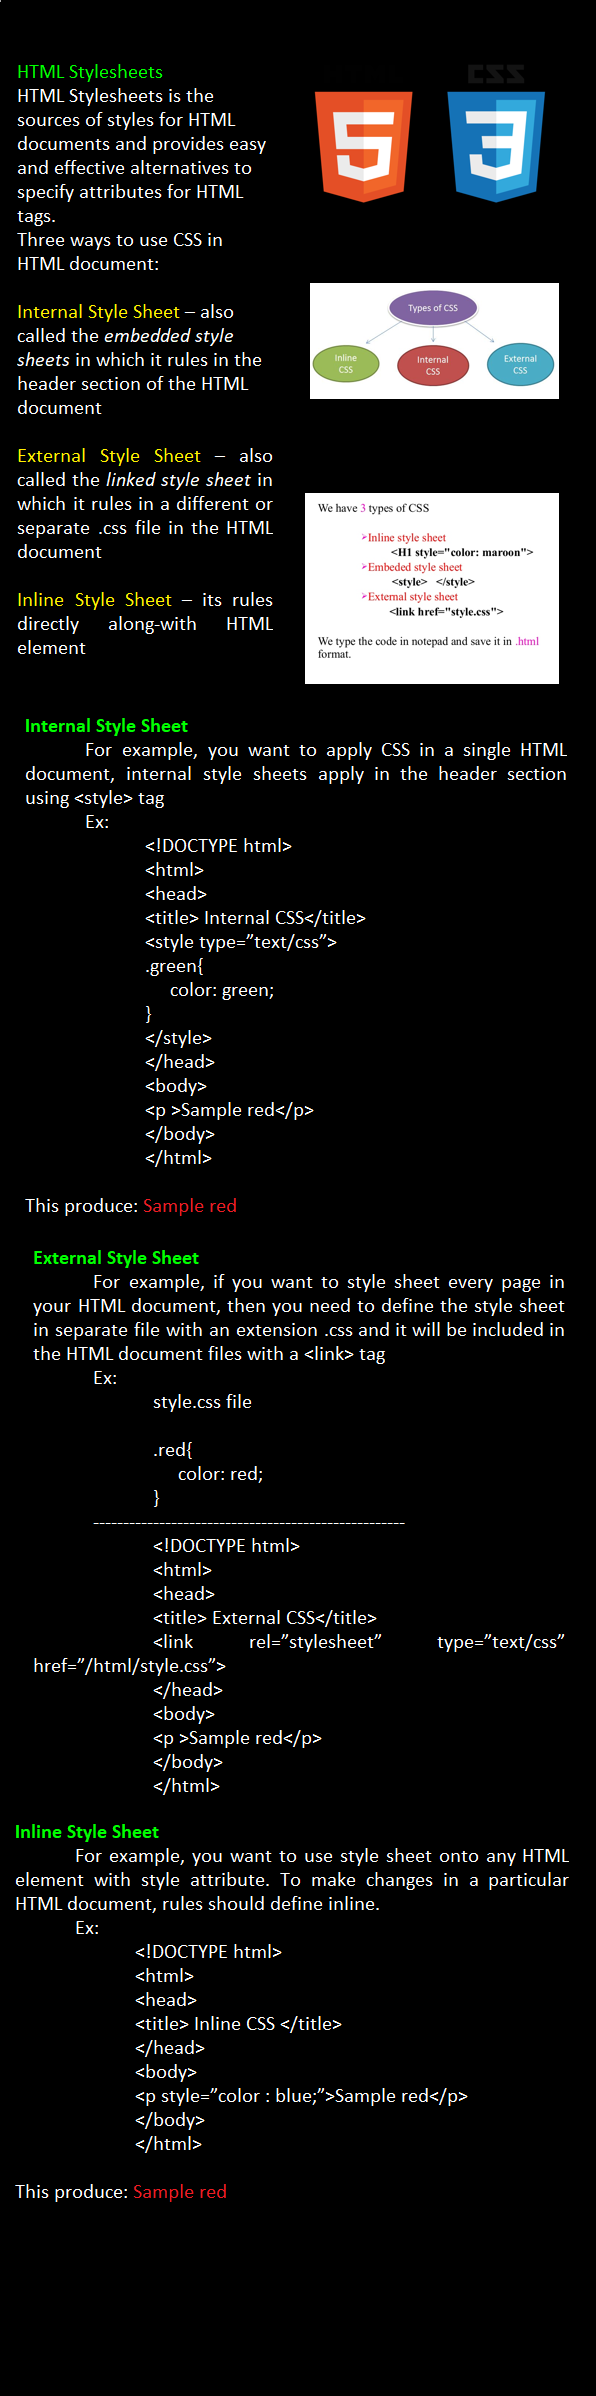 HTML Stylesheets
HTML Stylesheets is the
sources of styles for HTML
documents and provides easy
and effective alternatives to
specify attributes for HTML
tags.
Three ways to use CSS in
HTML document:
CSS
5
3
Internal Style Sheet – also
called the embedded style
sheets in which it rules in the
header section of the HTML
document
Types of CSS
Inline
CSS
Internal
CSS
External
CSS
External Style Sheet – also
called the linked style sheet in
which it rules in a different or
separate .css file in the HTML
document
Inline Style Sheet – its rules
directly along-with HTML
element
We have 3 types of CSS
➢Inline style sheet
<H1 style="color: maroon">
➢Embeded style sheet
<style> </style>
➢External style sheet
<link href="style.css">
We type the code in notepad and save it in .html
format.
Internal Style Sheet
For example, you want to apply CSS in a single HTML
document, internal style sheets apply in the header section
using <style> tag
Ex:
<!DOCTYPE html>
<html>
<head>
<title> Internal CSS</title>
<style type=”text/css”>
.green{
color: green;
}
</style>
</head>
<body>
<p >Sample red</p>
</body>
</html>
This produce: Sample red
External Style Sheet
For example, if you want to style sheet every page in
your HTML document, then you need to define the style sheet
in separate file with an extension .css and it will be included in
the HTML document files with a <link> tag
Ex:
style.css file
.red{
color: red;
}
----------------------------------------------------
<!DOCTYPE html>
<html>
<head>
<title> External CSS</title>
<link rel=”stylesheet” type=”text/css”
href=”/html/style.css”>
</head>
<body>
<p >Sample red</p>
</body>
</html>
Inline Style Sheet
For example, you want to use style sheet onto any HTML
element with style attribute. To make changes in a particular
HTML document, rules should define inline.
Ex:
<!DOCTYPE html>
<html>
<head>
<title> Inline CSS </title>
</head>
<body>
<p style=”color : blue;”>Sample red</p>
</body>
</html>
This produce: Sample red